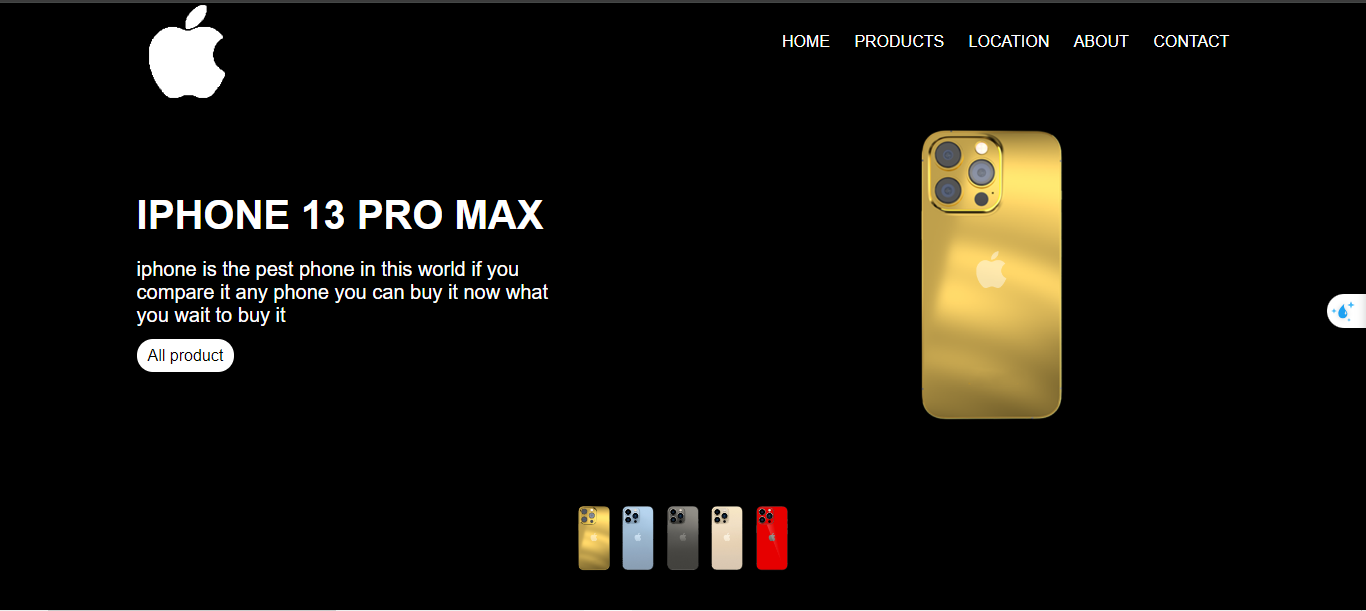 HOME PRODUCTS LOCATION ABOUT CONTACT
IPHONE 13 PRO MAX
iphone is the pest phone in this world if you
compare it any phone you can buy it now what
you wait to buy it
All product